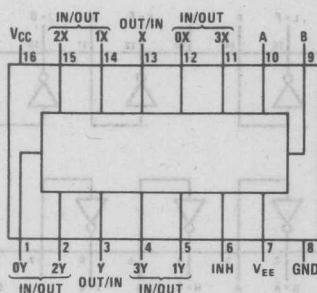 IN/OUT OUT/IN IN/OUT
VCC 2X 1X X 0X 3X A B
16 15 14 13 12 11 10 9
1 2 3 4 5 6 7 8
0Y 2Y Y 3Y 1Y INH VEE GND
IN/OUT OUT/IN IN/OUT